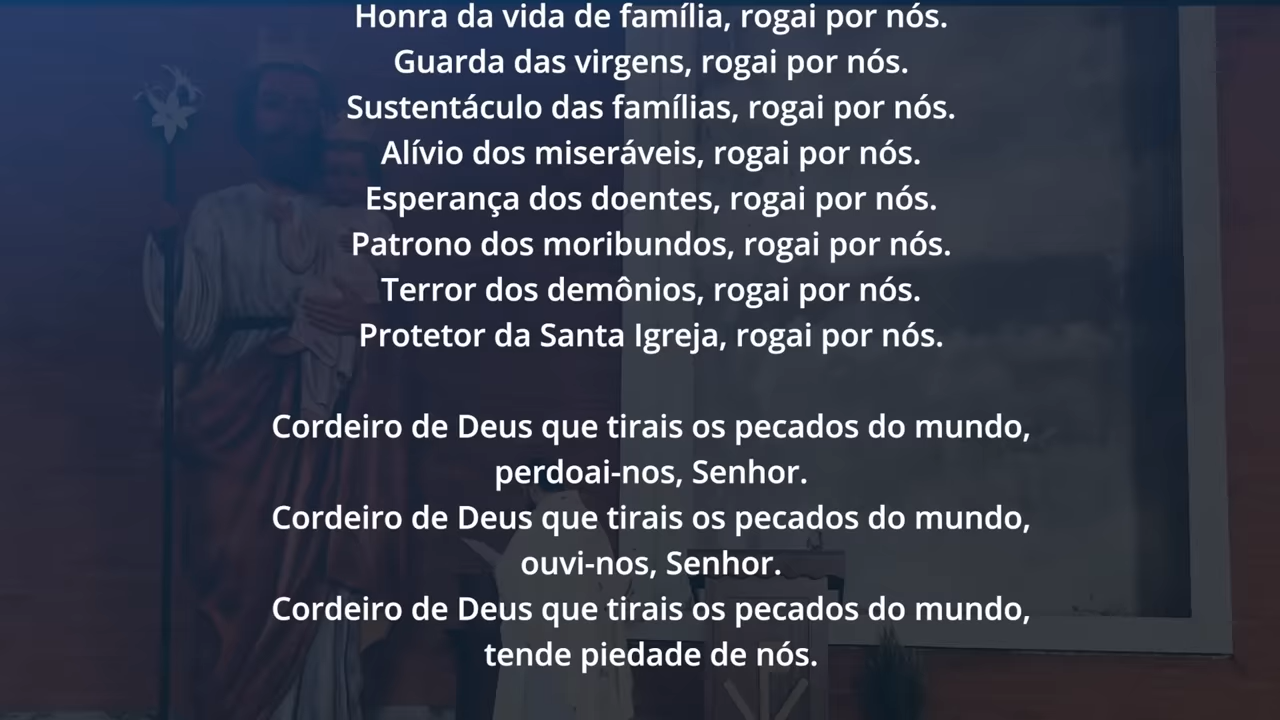 Honra da vida de família, rogai por nós.
Guarda das virgens, rogai por nós.
Sustentáculo das famílias, rogai por nós.
Alívio dos miseráveis, rogai por nós.
Esperança dos doentes, rogai por nós.
Patrono dos moribundos, rogai por nós.
Terror dos demônios, rogai por nós.
Protetor da Santa Igreja, rogai por nós.
Cordeiro de Deus que tirais os pecados do mundo,
perdoai-nos, Senhor.
Cordeiro de Deus que tirais os pecados do mundo,
ouvi-nos, Senhor.
Cordeiro de Deus que tirais os pecados do mundo,
tende piedade de nós.